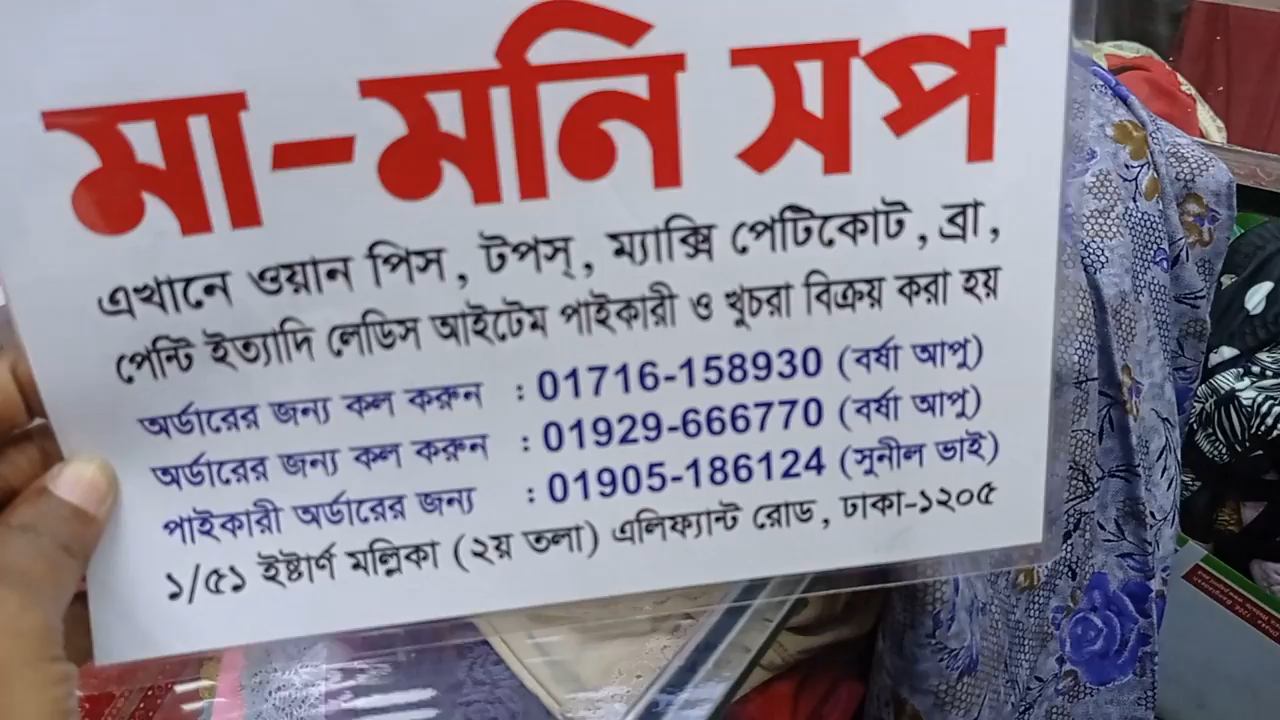 মা-মনি সপ
এখানে ওয়ান পিস, টপস্, ম্যাক্সি পেটিকোট, ব্রা,
পেন্টি ইত্যাদি লেডিস আইটেম পাইকারী ও খুচরা বিক্রয় করা হয়
অর্ডারের জন্য কল করুন : 01716-158930 (বর্ষা আপু)
অর্ডারের জন্য কল করুন : 01929-666770 (বর্ষা আপু)
পাইকারী অর্ডারের জন্য : 01905-186124 (সুনীল ভাই)
১/৫১ ইষ্টার্ণ মল্লিকা (২য় তলা) এলিফ্যান্ট রোড, ঢাকা-১২০৫